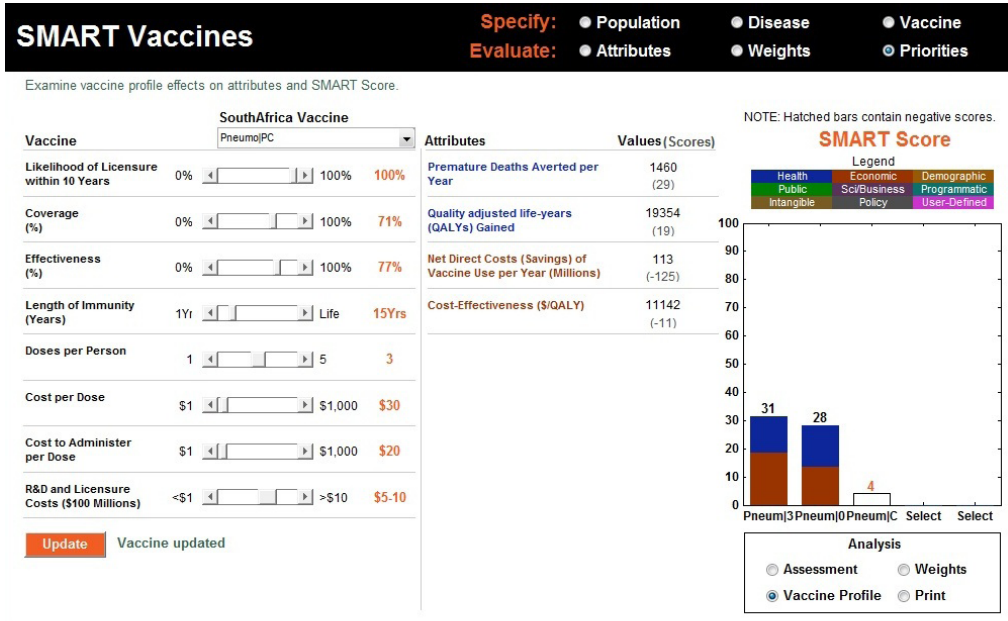 SMART Vaccines
Specify: Population Disease Vaccine
Evaluate: Attributes Weights Priorities
Examine vaccine profile effects on attributes and SMART Score.
SouthAfrica Vaccine
Vaccine Pneumo|PC
Likelihood of Licensure
within 10 Years 0% 100% 100%
Coverage
(%) 0% 100% 71%
Effectiveness
(%) 0% 100% 77%
Length of Immunity
(Years) 1Yr Life 15Yrs
Doses per Person
1 5 3
Cost per Dose
$1 $1,000 $30
Cost to Administer
per Dose $1 $1,000 $20
R&D and Licensure
Costs ($100 Millions) <$1 >$10 $5-10
Update Vaccine updated
Attributes Values (Scores)
Premature Deaths Averted per 1460
Year (29)
Quality adjusted life-years 19354
(QALYs) Gained (19)
Net Direct Costs (Savings) of 113
Vaccine Use per Year (Millions) (-125)
Cost-Effectiveness ($/QALY) 11142
(-11)
NOTE: Hatched bars contain negative scores.
SMART Score
Legend
Health Economic Demographic
Public Sci/Business Programmatic
Intangible Policy User-Defined
100
90
80
70
60
50
40
30
20
10
0
31
28
4
Pneum|3 Pneum|0 Pneum|C Select Select
Analysis
Assessment Weights
Vaccine Profile Print